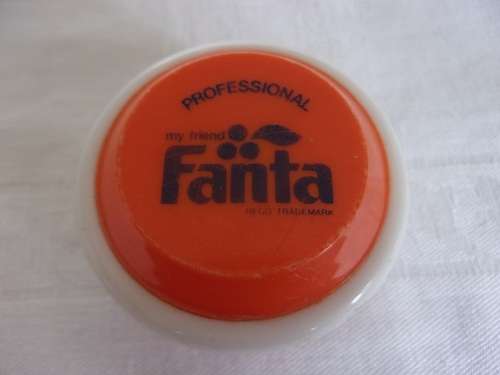 PROFESSIONAL
my friend
Fanta
REGD TRADEMARK